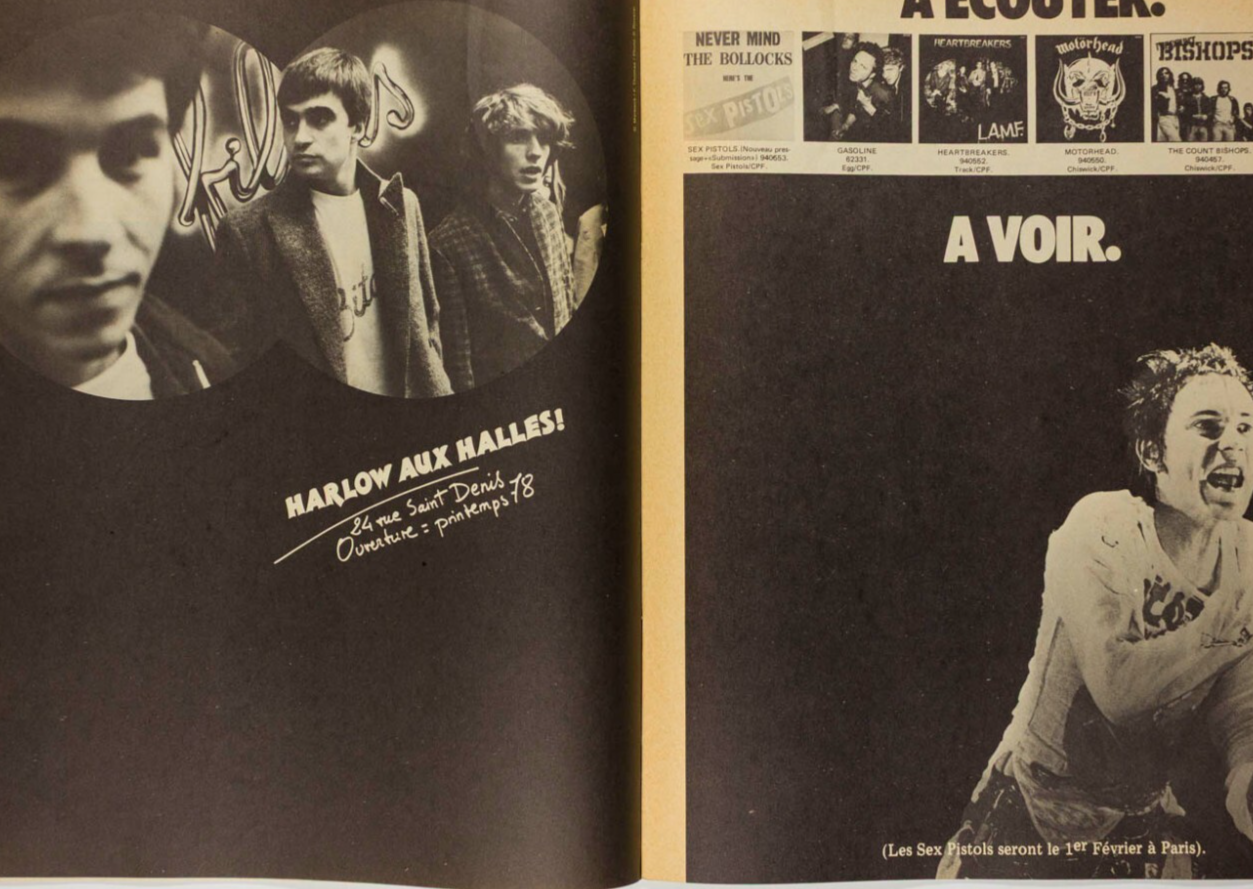 HARLOW AUX HALLES!
24 rue Saint Denis
Ouverture = printemps 78
A ECOUTER.
NEVER MIND
THE BOLLOCKS
HERE'S THE
SEX PISTOLS
HEARTBREAKERS
LAMF.
Motörhead
BISHOPS
SEX PISTOLS (Nouveau pres-
sage=«Submission») 940653.
Sex Pistols/CPF.
GASOLINE
62331.
Egg/CPF.
HEARTBREAKERS.
940552.
Track/CPF.
MOTORHEAD.
940550.
Chiswick/CPF.
THE COUNT BISHOPS.
940457.
Chiswick/CPF.
A VOIR.
(Les Sex Pistols seront le 1er Février à Paris).